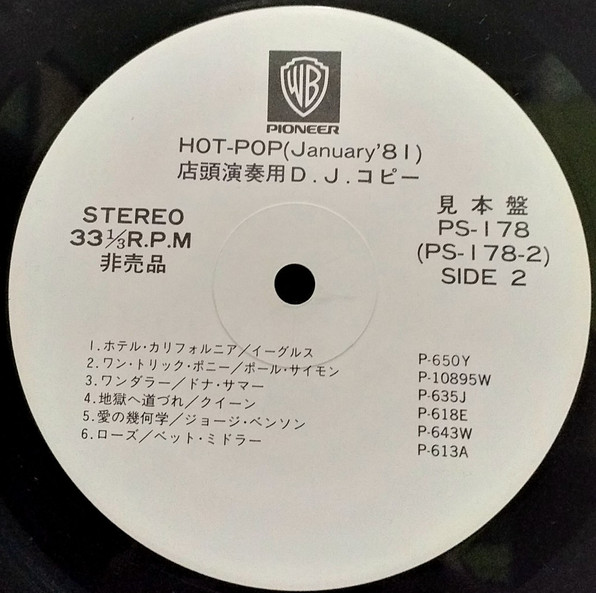 WB
PIONEER
HOT-POP(January'81)
店頭演奏用D.J.コピー
STEREO
33⅓R.P.M
非売品
見本盤
PS-178
(PS-178-2)
SIDE 2
1.ホテル・カリフォルニア/イーグルス P-650Y
2.ワン・トリック・ポニー/ポール・サイモン P-10895W
3.ワンダラー/ドナ・サマー P-635J
4.地獄へ道づれ/クイーン P-618E
5.愛の幾何学/ジョージ・ベンソン P-643W
6.ローズ/ベット・ミドラー P-613A